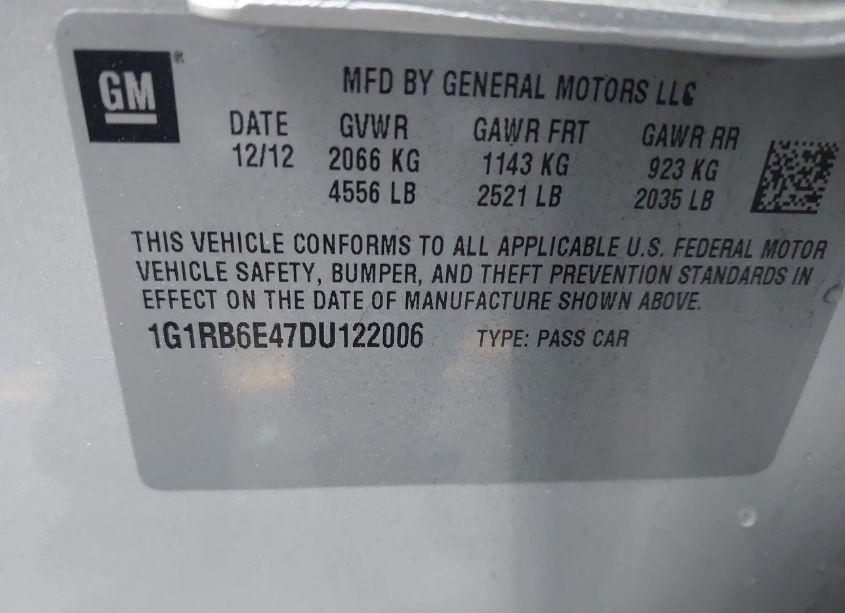 GM®
MFD BY GENERAL MOTORS LLC
DATE GVWR GAWR FRT GAWR RR
12/12 2066 KG 1143 KG 923 KG
4556 LB 2521 LB 2035 LB
THIS VEHICLE CONFORMS TO ALL APPLICABLE U.S. FEDERAL MOTOR
VEHICLE SAFETY, BUMPER, AND THEFT PREVENTION STANDARDS IN
EFFECT ON THE DATE OF MANUFACTURE SHOWN ABOVE.
1G1RB6E47DU122006 TYPE: PASS CAR